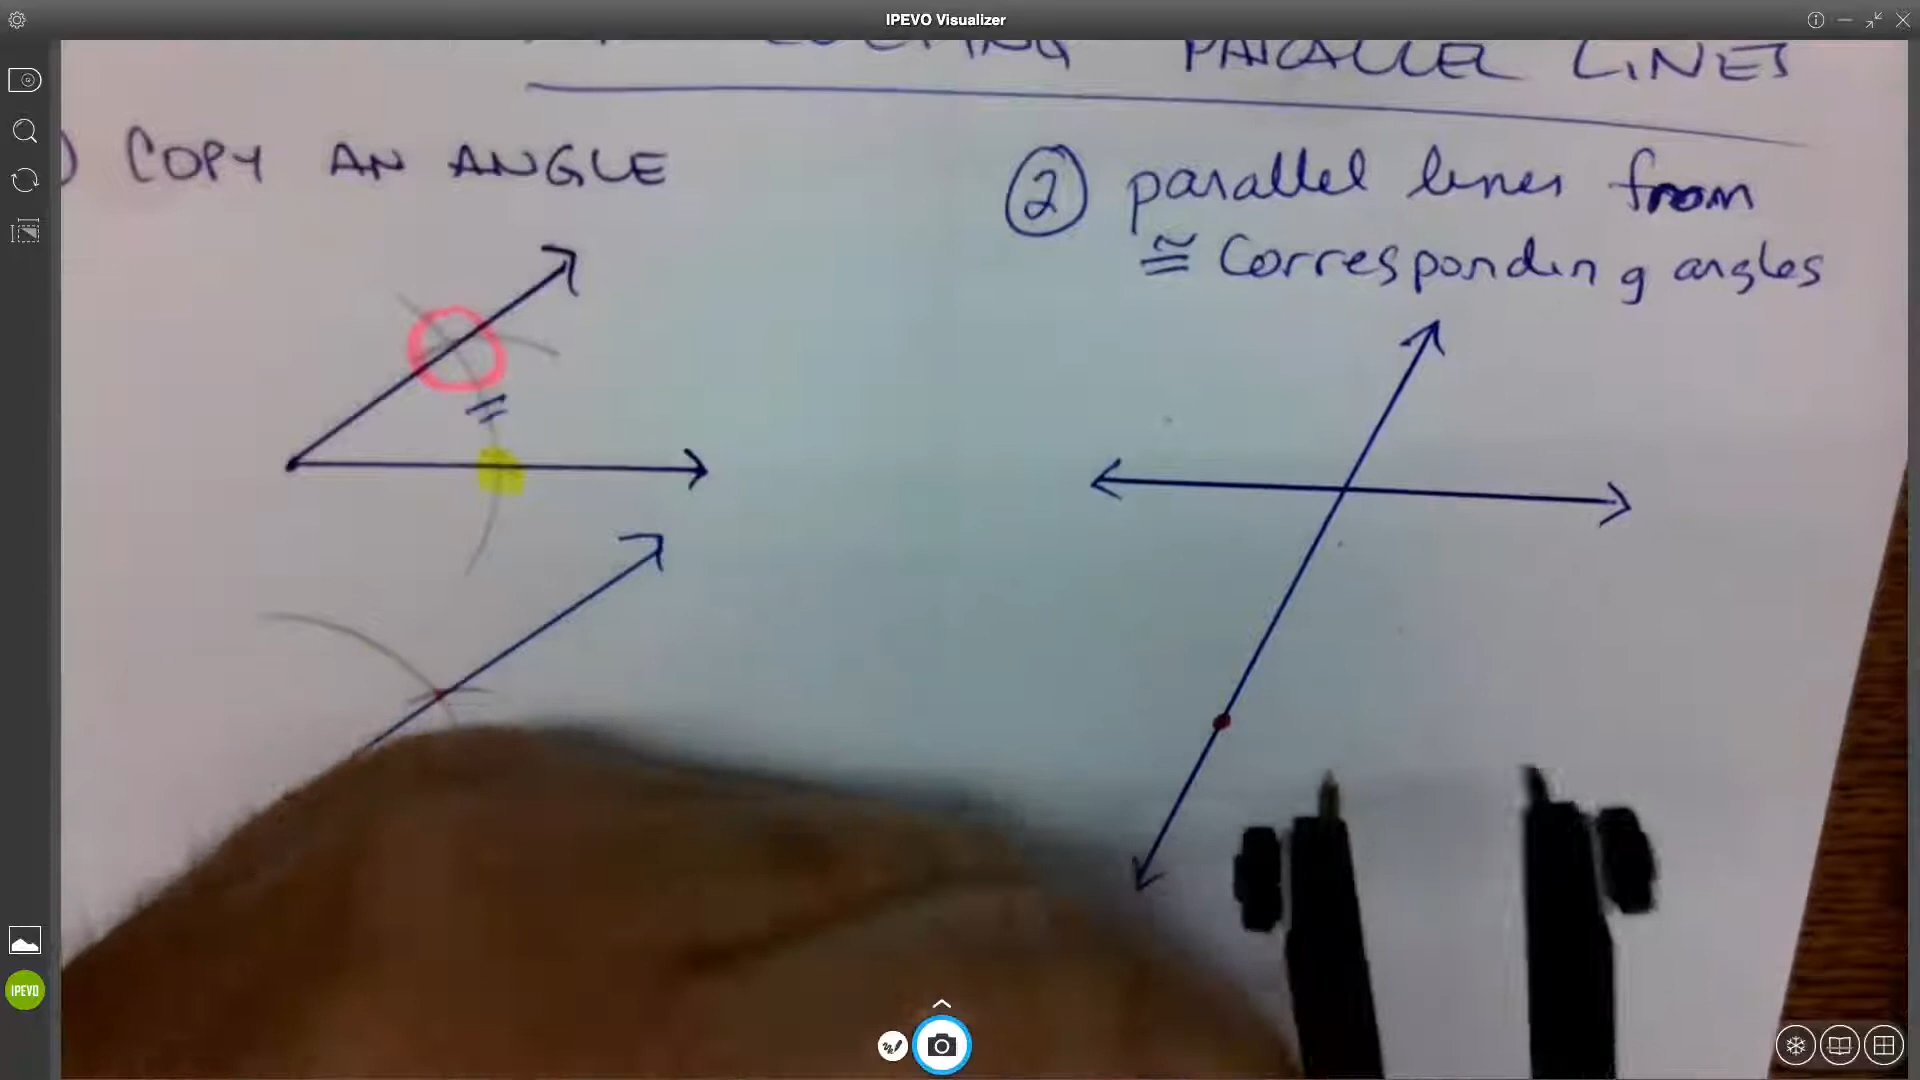 IPEVO Visualizer
PARALLEL LINES
) COPY AN ANGLE
② parallel lines from
≅ Corresponding angles
IPEVO